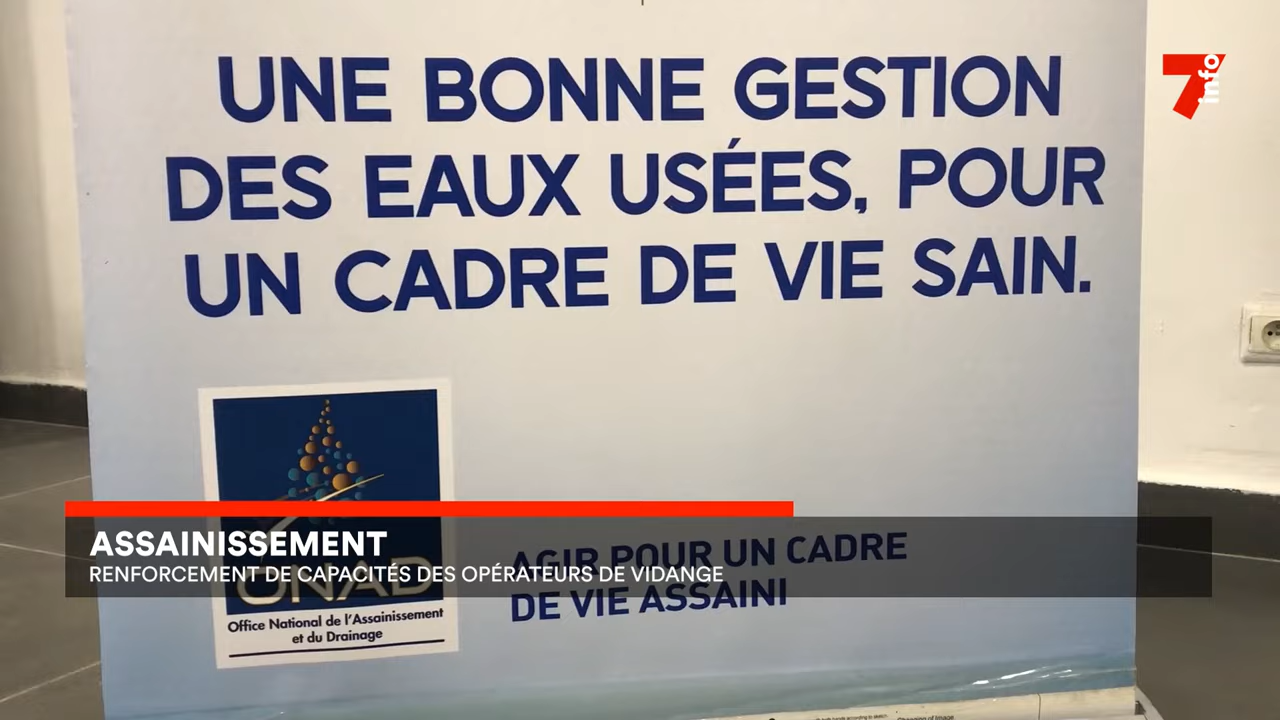 UNE BONNE GESTION
DES EAUX USÉES, POUR
UN CADRE DE VIE SAIN.
7info
ASSAINISSEMENT
RENFORCEMENT DE CAPACITÉS DES OPÉRATEURS DE VIDANGE
ONAD
Office National de l'Assainissement
et du Drainage
AGIR POUR UN CADRE
DE VIE ASSAINI